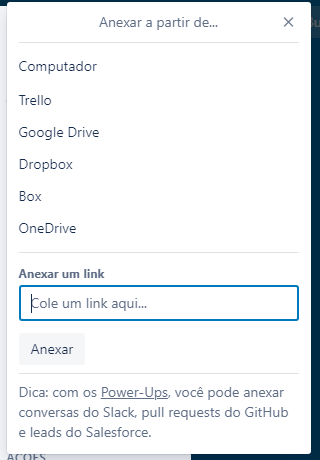 Anexar a partir de...
Computador
Trello
Google Drive
Dropbox
Box
OneDrive
Anexar um link
Cole um link aqui...
Anexar
Dica: com os Power-Ups, você pode anexar
conversas do Slack, pull requests do GitHub
e leads do Salesforce.